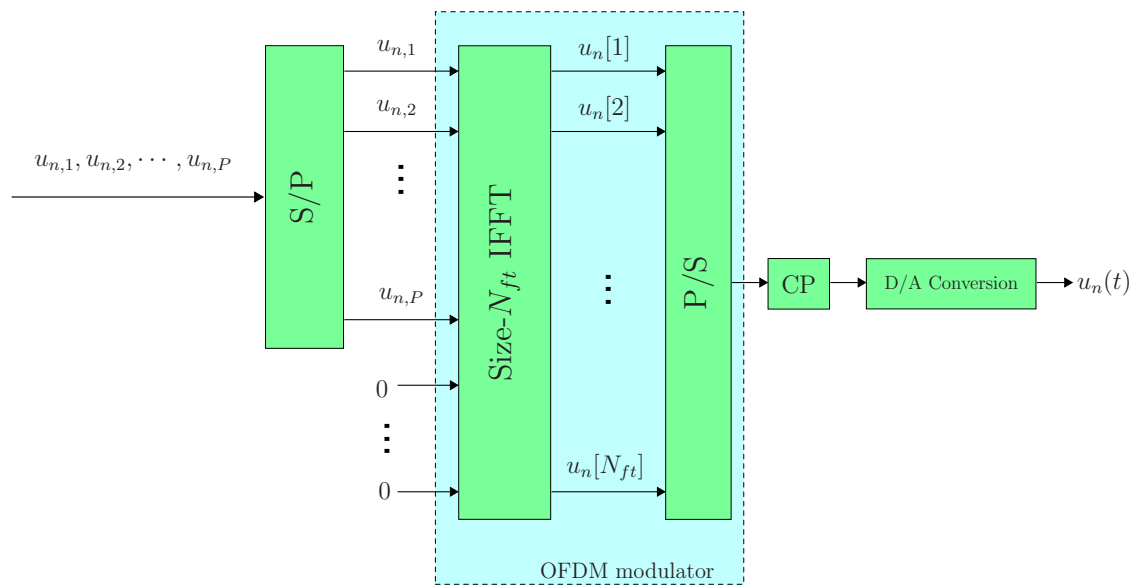 u_{n,1}, u_{n,2}, ⋯, u_{n,P}
S/P
u_{n,1}
u_{n,2}
⋯
u_{n,P}
0
⋯
0
Size-N_{ft} IFFT
u_n[1]
u_n[2]
⋯
u_n[N_{ft}]
P/S
OFDM modulator
CP
D/A Conversion
u_n(t)